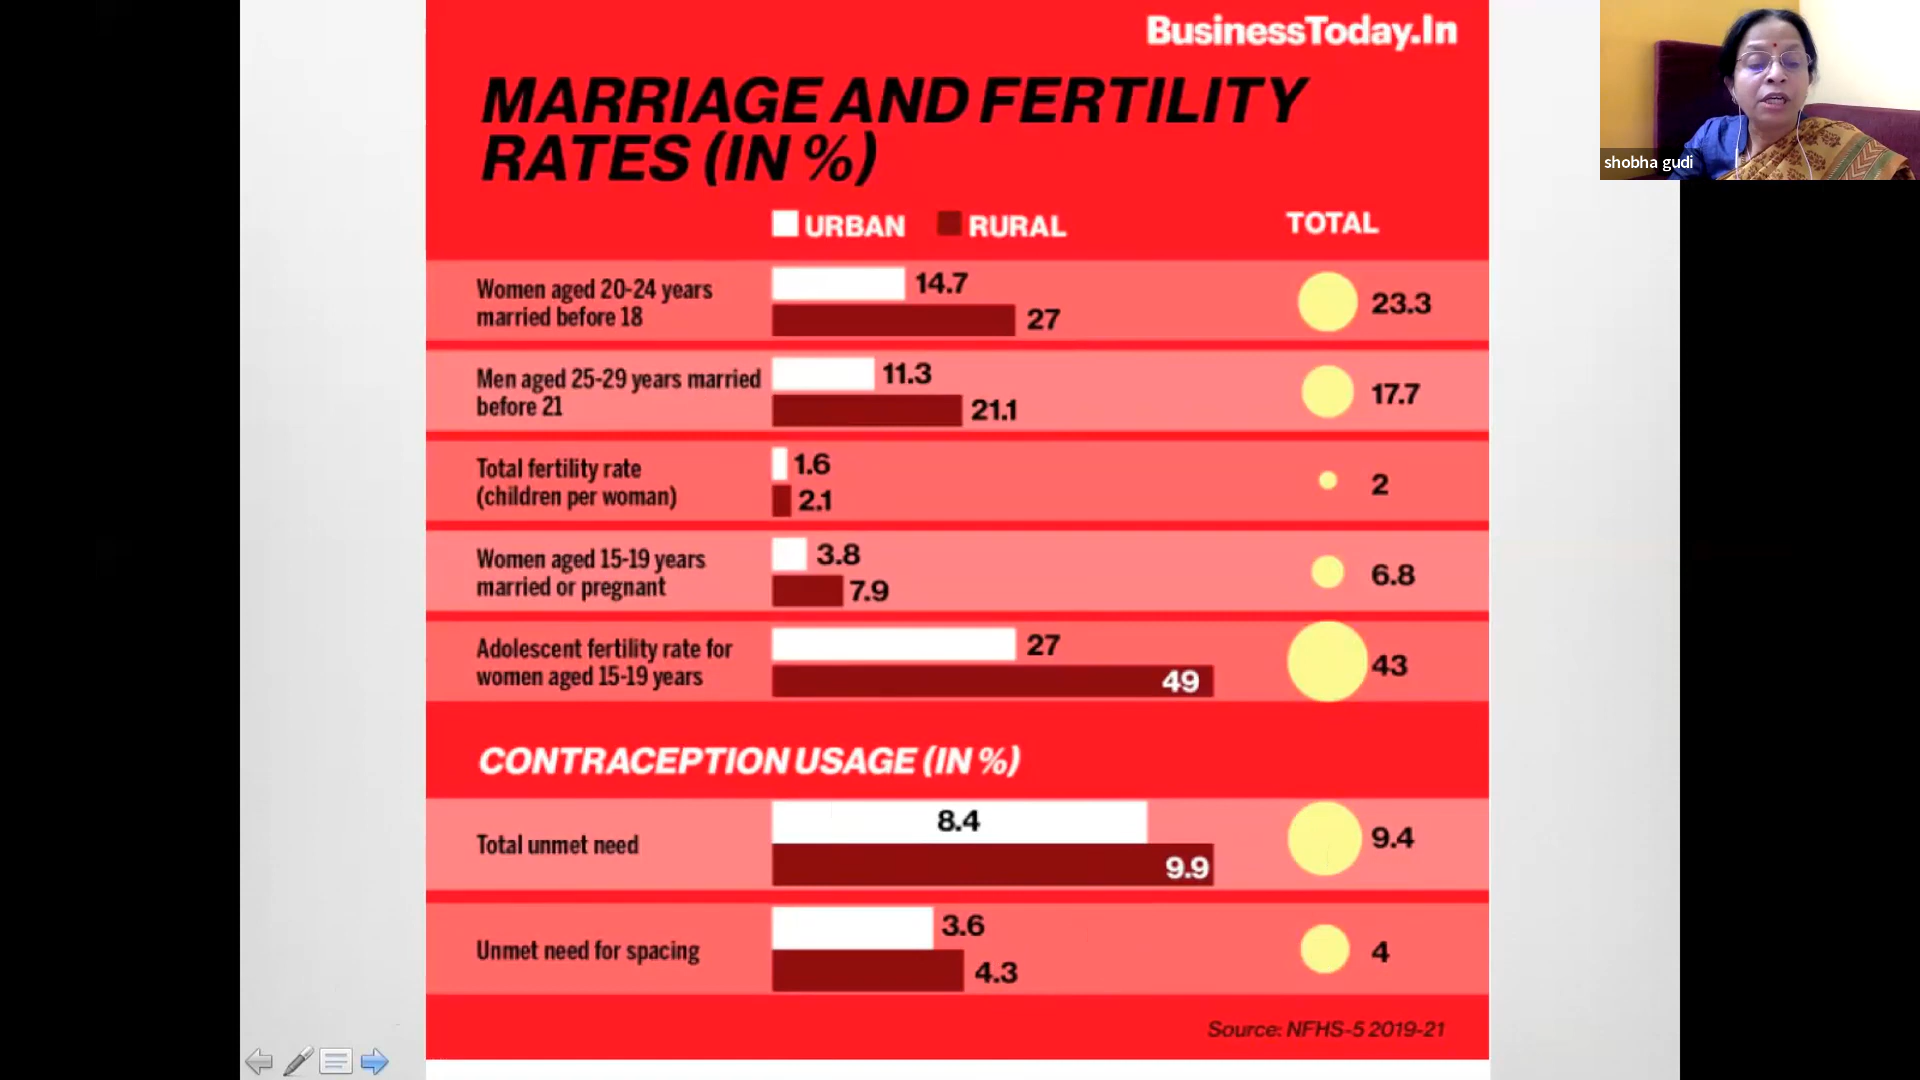 BusinessToday.In
MARRIAGE AND FERTILITY
RATES (IN %)
URBAN RURAL TOTAL
Women aged 20-24 years
married before 18
14.7
27
23.3
Men aged 25-29 years married
before 21
11.3
21.1
17.7
Total fertility rate
(children per woman)
1.6
2.1
2
Women aged 15-19 years
married or pregnant
3.8
7.9
6.8
Adolescent fertility rate for
women aged 15-19 years
27
49
43
CONTRACEPTION USAGE (IN %)
Total unmet need
8.4
9.9
9.4
Unmet need for spacing
3.6
4.3
4
Source: NFHS-5 2019-21
shobha gudi